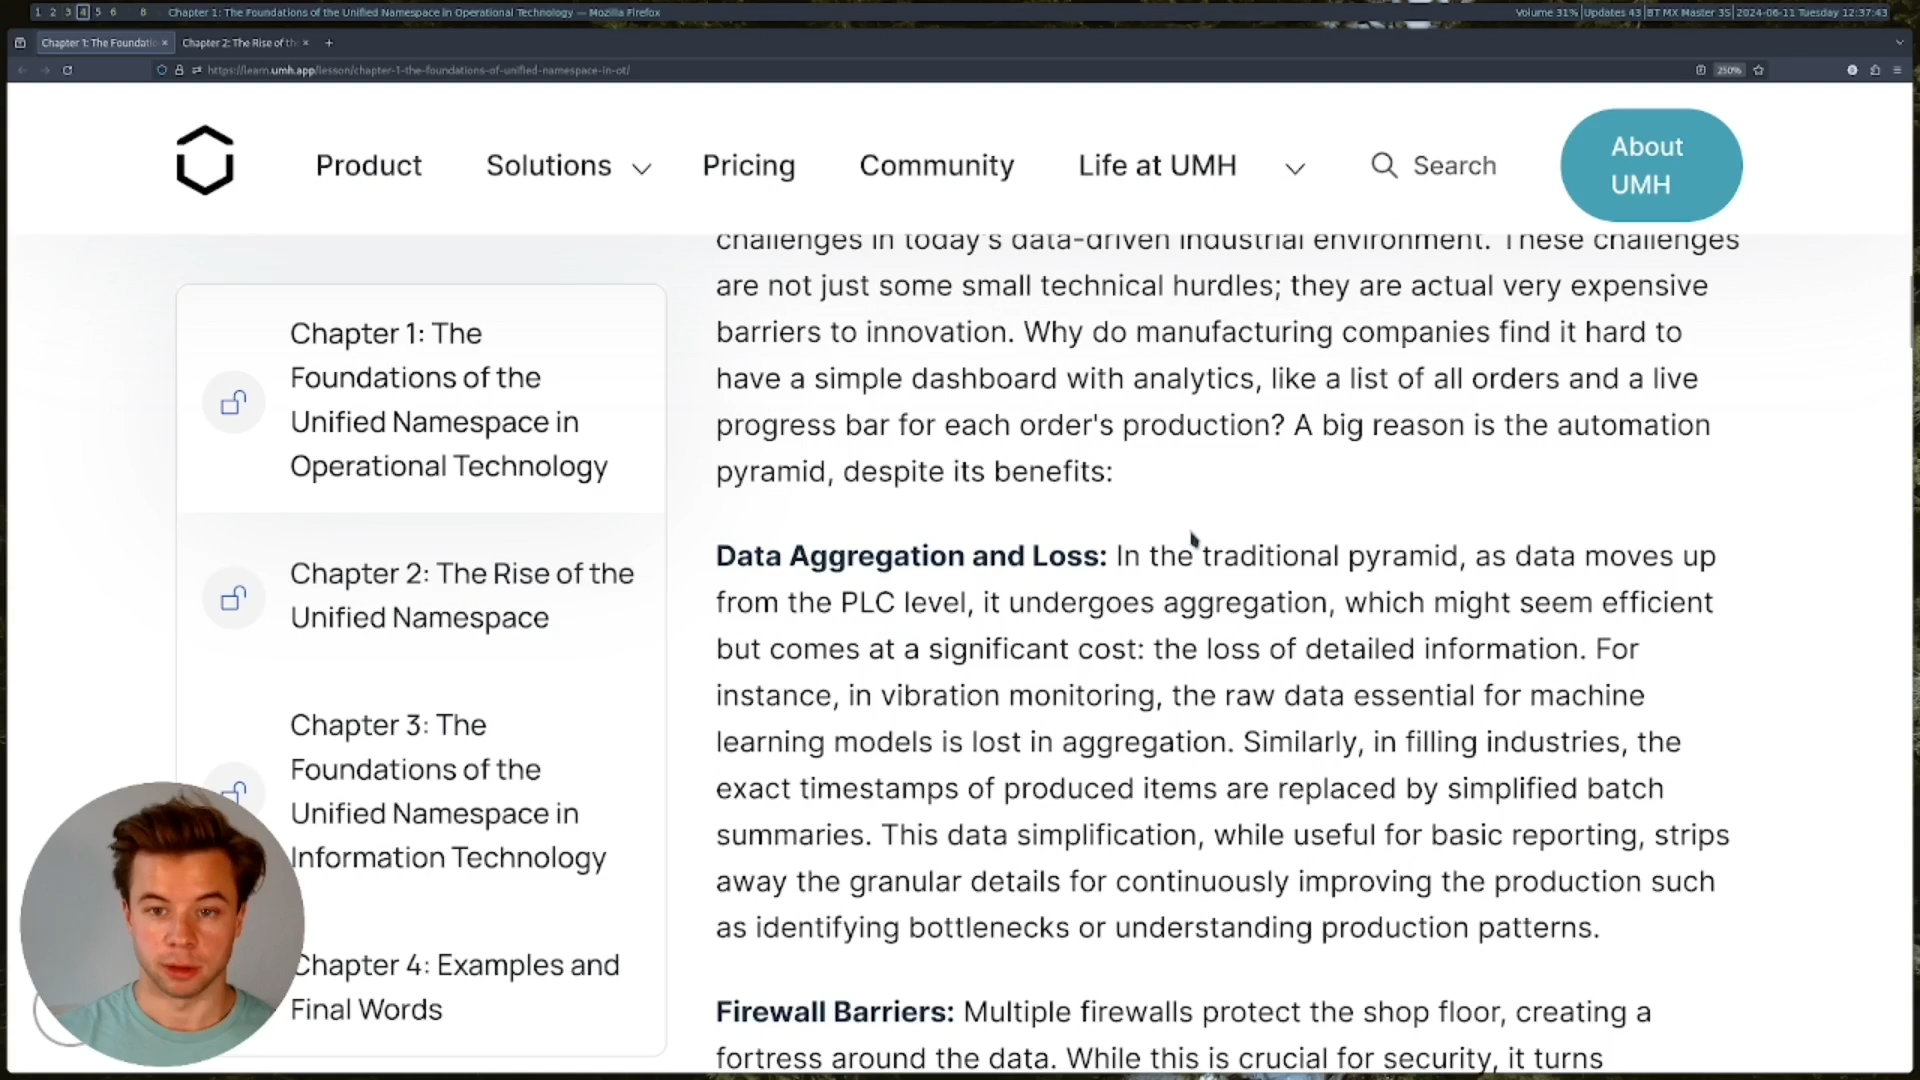 1 2 3 4 5 6 8 Chapter 1: The Foundations of the Unified Namespace in Operational Technology — Mozilla Firefox
Volume 31% Updates 43 BT MX Master 3S 2024-06-11 Tuesday 12:37:43
Chapter 1: The Foundatio × Chapter 2: The Rise of th × +
https://learn.umh.app/lesson/chapter-1-the-foundations-of-unified-namespace-in-ot/ 250%
Product Solutions Pricing Community Life at UMH Search
About
UMH
Chapter 1: The
Foundations of the
Unified Namespace in
Operational Technology
Chapter 2: The Rise of the
Unified Namespace
Chapter 3: The
Foundations of the
Unified Namespace in
Information Technology
Chapter 4: Examples and
Final Words
challenges in today's data-driven industrial environment. These challenges
are not just some small technical hurdles; they are actual very expensive
barriers to innovation. Why do manufacturing companies find it hard to
have a simple dashboard with analytics, like a list of all orders and a live
progress bar for each order's production? A big reason is the automation
pyramid, despite its benefits:
Data Aggregation and Loss: In the traditional pyramid, as data moves up
from the PLC level, it undergoes aggregation, which might seem efficient
but comes at a significant cost: the loss of detailed information. For
instance, in vibration monitoring, the raw data essential for machine
learning models is lost in aggregation. Similarly, in filling industries, the
exact timestamps of produced items are replaced by simplified batch
summaries. This data simplification, while useful for basic reporting, strips
away the granular details for continuously improving the production such
as identifying bottlenecks or understanding production patterns.
Firewall Barriers: Multiple firewalls protect the shop floor, creating a
fortress around the data. While this is crucial for security, it turns